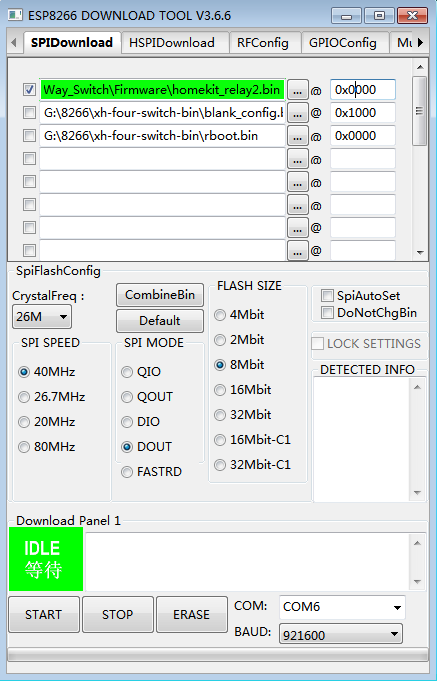 ESP8266 DOWNLOAD TOOL V3.6.6
SPIDownload HSPIDownload RFConfig GPIOConfig Mu
Way_Switch\Firmware\homekit_relay2.bin ... @ 0x0000
G:\8266\xh-four-switch-bin\blank_config.b ... @ 0x1000
G:\8266\xh-four-switch-bin\rboot.bin ... @ 0x0000
... @
... @
... @
... @
... @
SpiFlashConfig
CrystalFreq :
26M
CombineBin
Default
SPI SPEED
40MHz
26.7MHz
20MHz
80MHz
SPI MODE
QIO
QOUT
DIO
DOUT
FASTRD
FLASH SIZE
4Mbit
2Mbit
8Mbit
16Mbit
32Mbit
16Mbit-C1
32Mbit-C1
SpiAutoSet
DoNotChgBin
LOCK SETTINGS
DETECTED INFO
Download Panel 1
IDLE
等待
START STOP ERASE
COM: COM6
BAUD: 921600